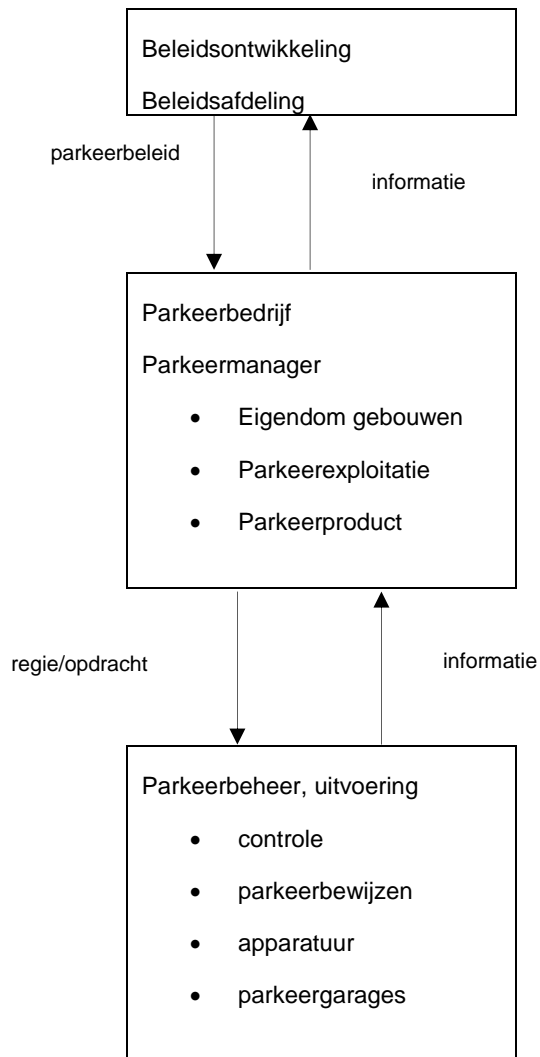 Beleidsontwikkeling
Beleidsafdeling
parkeerbeleid
informatie
Parkeerbedrijf
Parkeermanager
• Eigendom gebouwen
• Parkeerexploitatie
• Parkeerproduct
regie/opdracht
informatie
Parkeerbeheer, uitvoering
• controle
• parkeerbewijzen
• apparatuur
• parkeergarages